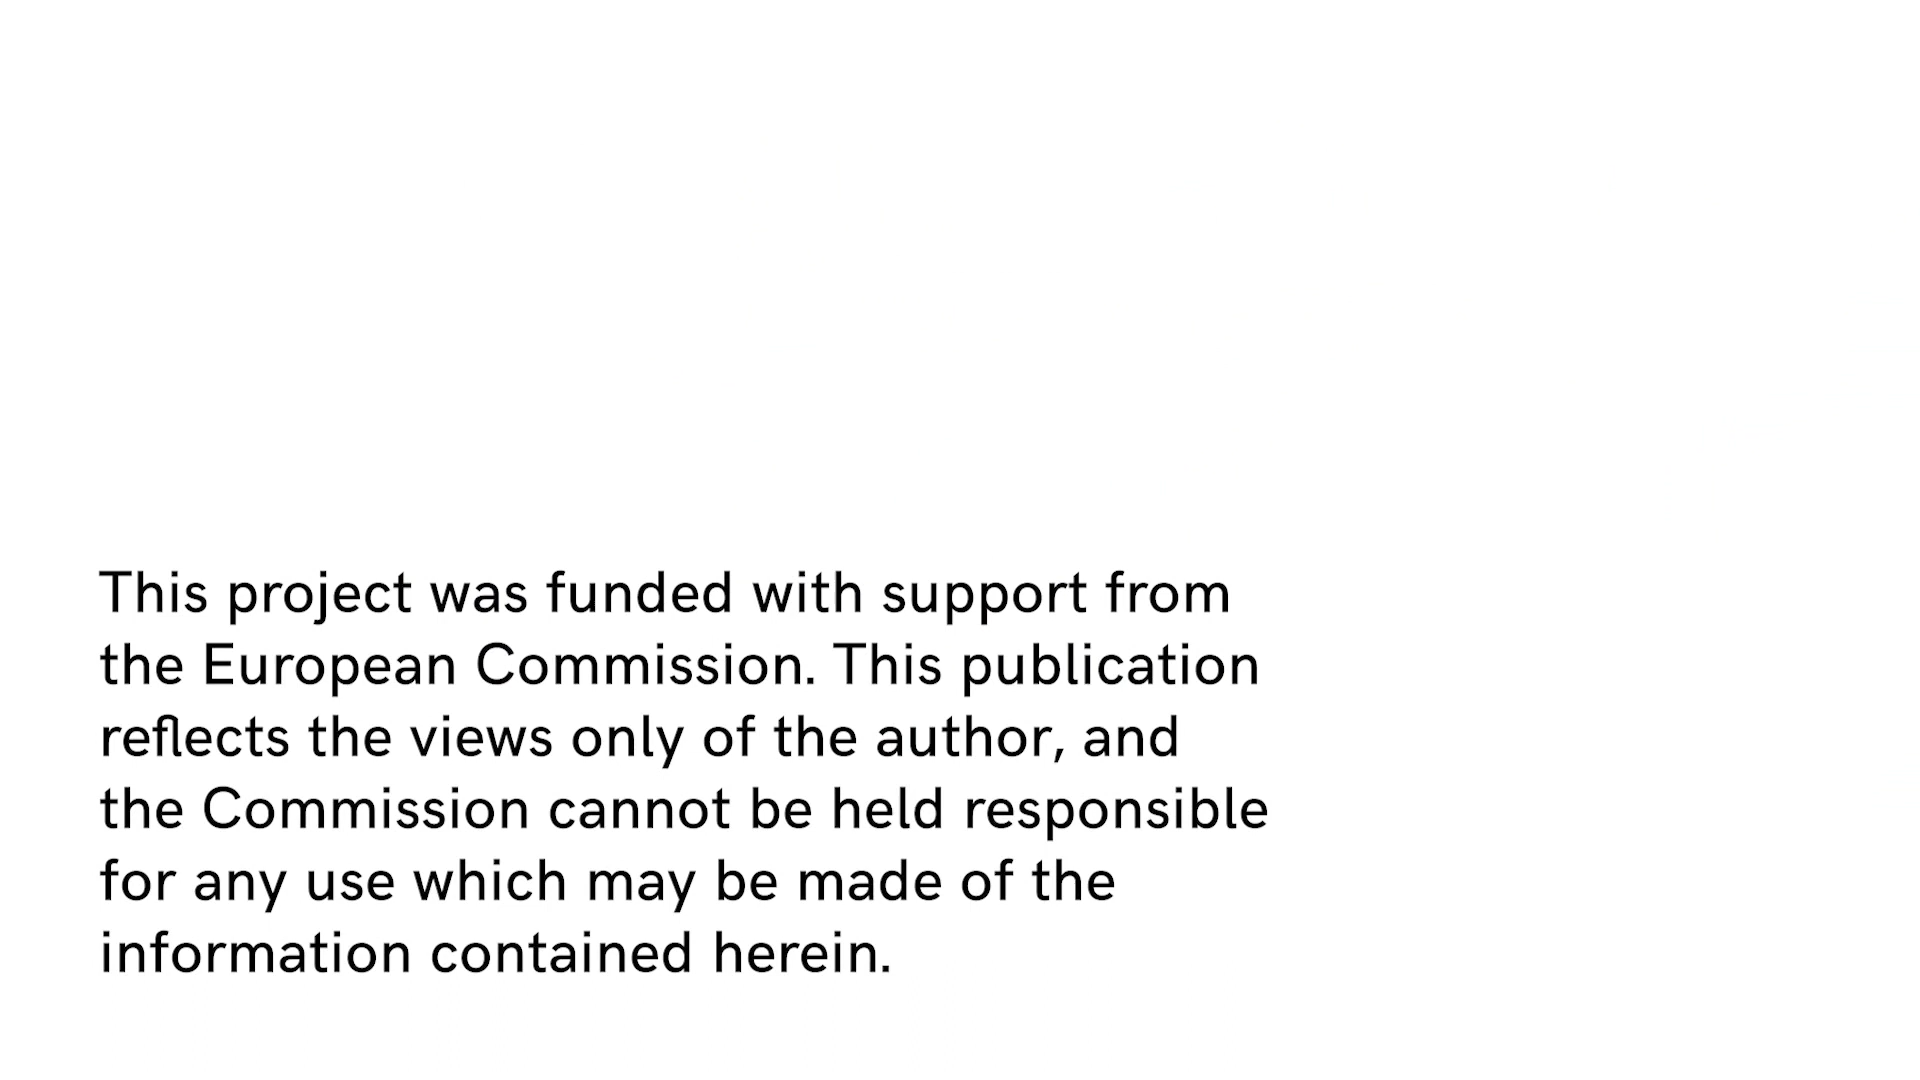 This project was funded with support from
the European Commission. This publication
reflects the views only of the author, and
the Commission cannot be held responsible
for any use which may be made of the
information contained herein.